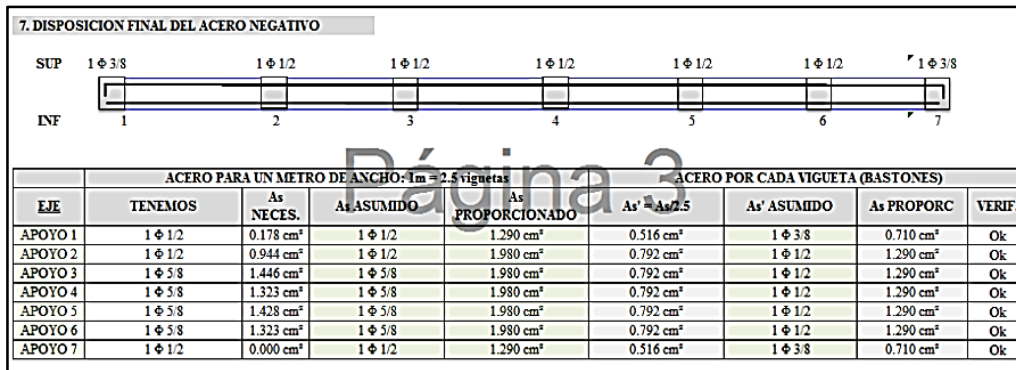 7. DISPOSICION FINAL DEL ACERO NEGATIVO
SUP 1 Φ 3/8 1 Φ 1/2 1 Φ 1/2 1 Φ 1/2 1 Φ 1/2 1 Φ 1/2 1 Φ 3/8
INF 1 2 3 4 5 6 7
Página 3
ACERO PARA UN METRO DE ANCHO: 1m = 2.5 viguetas ACERO POR CADA VIGUETA (BASTONES)
EJE TENEMOS As NECES. As ASUMIDO As PROPORCIONADO As' = As/2.5 As' ASUMIDO As PROPORC VERIF
APOYO 1 1 Φ 1/2 0.178 cm² 1 Φ 1/2 1.290 cm² 0.516 cm² 1 Φ 3/8 0.710 cm² Ok
APOYO 2 1 Φ 1/2 0.944 cm² 1 Φ 1/2 1.980 cm² 0.792 cm² 1 Φ 1/2 1.290 cm² Ok
APOYO 3 1 Φ 5/8 1.446 cm² 1 Φ 5/8 1.980 cm² 0.792 cm² 1 Φ 1/2 1.290 cm² Ok
APOYO 4 1 Φ 5/8 1.323 cm² 1 Φ 5/8 1.980 cm² 0.792 cm² 1 Φ 1/2 1.290 cm² Ok
APOYO 5 1 Φ 5/8 1.428 cm² 1 Φ 5/8 1.980 cm² 0.792 cm² 1 Φ 1/2 1.290 cm² Ok
APOYO 6 1 Φ 5/8 1.323 cm² 1 Φ 5/8 1.980 cm² 0.792 cm² 1 Φ 1/2 1.290 cm² Ok
APOYO 7 1 Φ 1/2 0.000 cm² 1 Φ 1/2 1.290 cm² 0.516 cm² 1 Φ 3/8 0.710 cm² Ok